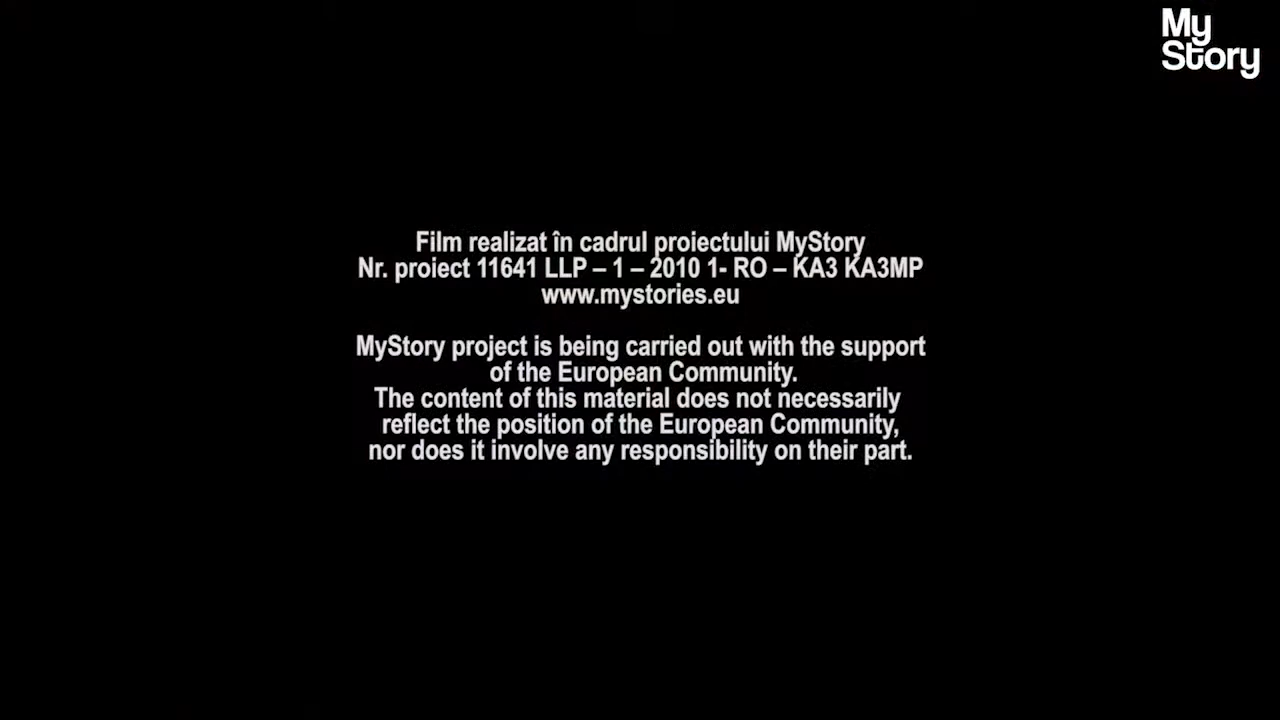 My
Story
Film realizat în cadrul proiectului MyStory
Nr. proiect 11641 LLP – 1 – 2010 1- RO – KA3 KA3MP
www.mystories.eu
MyStory project is being carried out with the support
of the European Community.
The content of this material does not necessarily
reflect the position of the European Community,
nor does it involve any responsibility on their part.